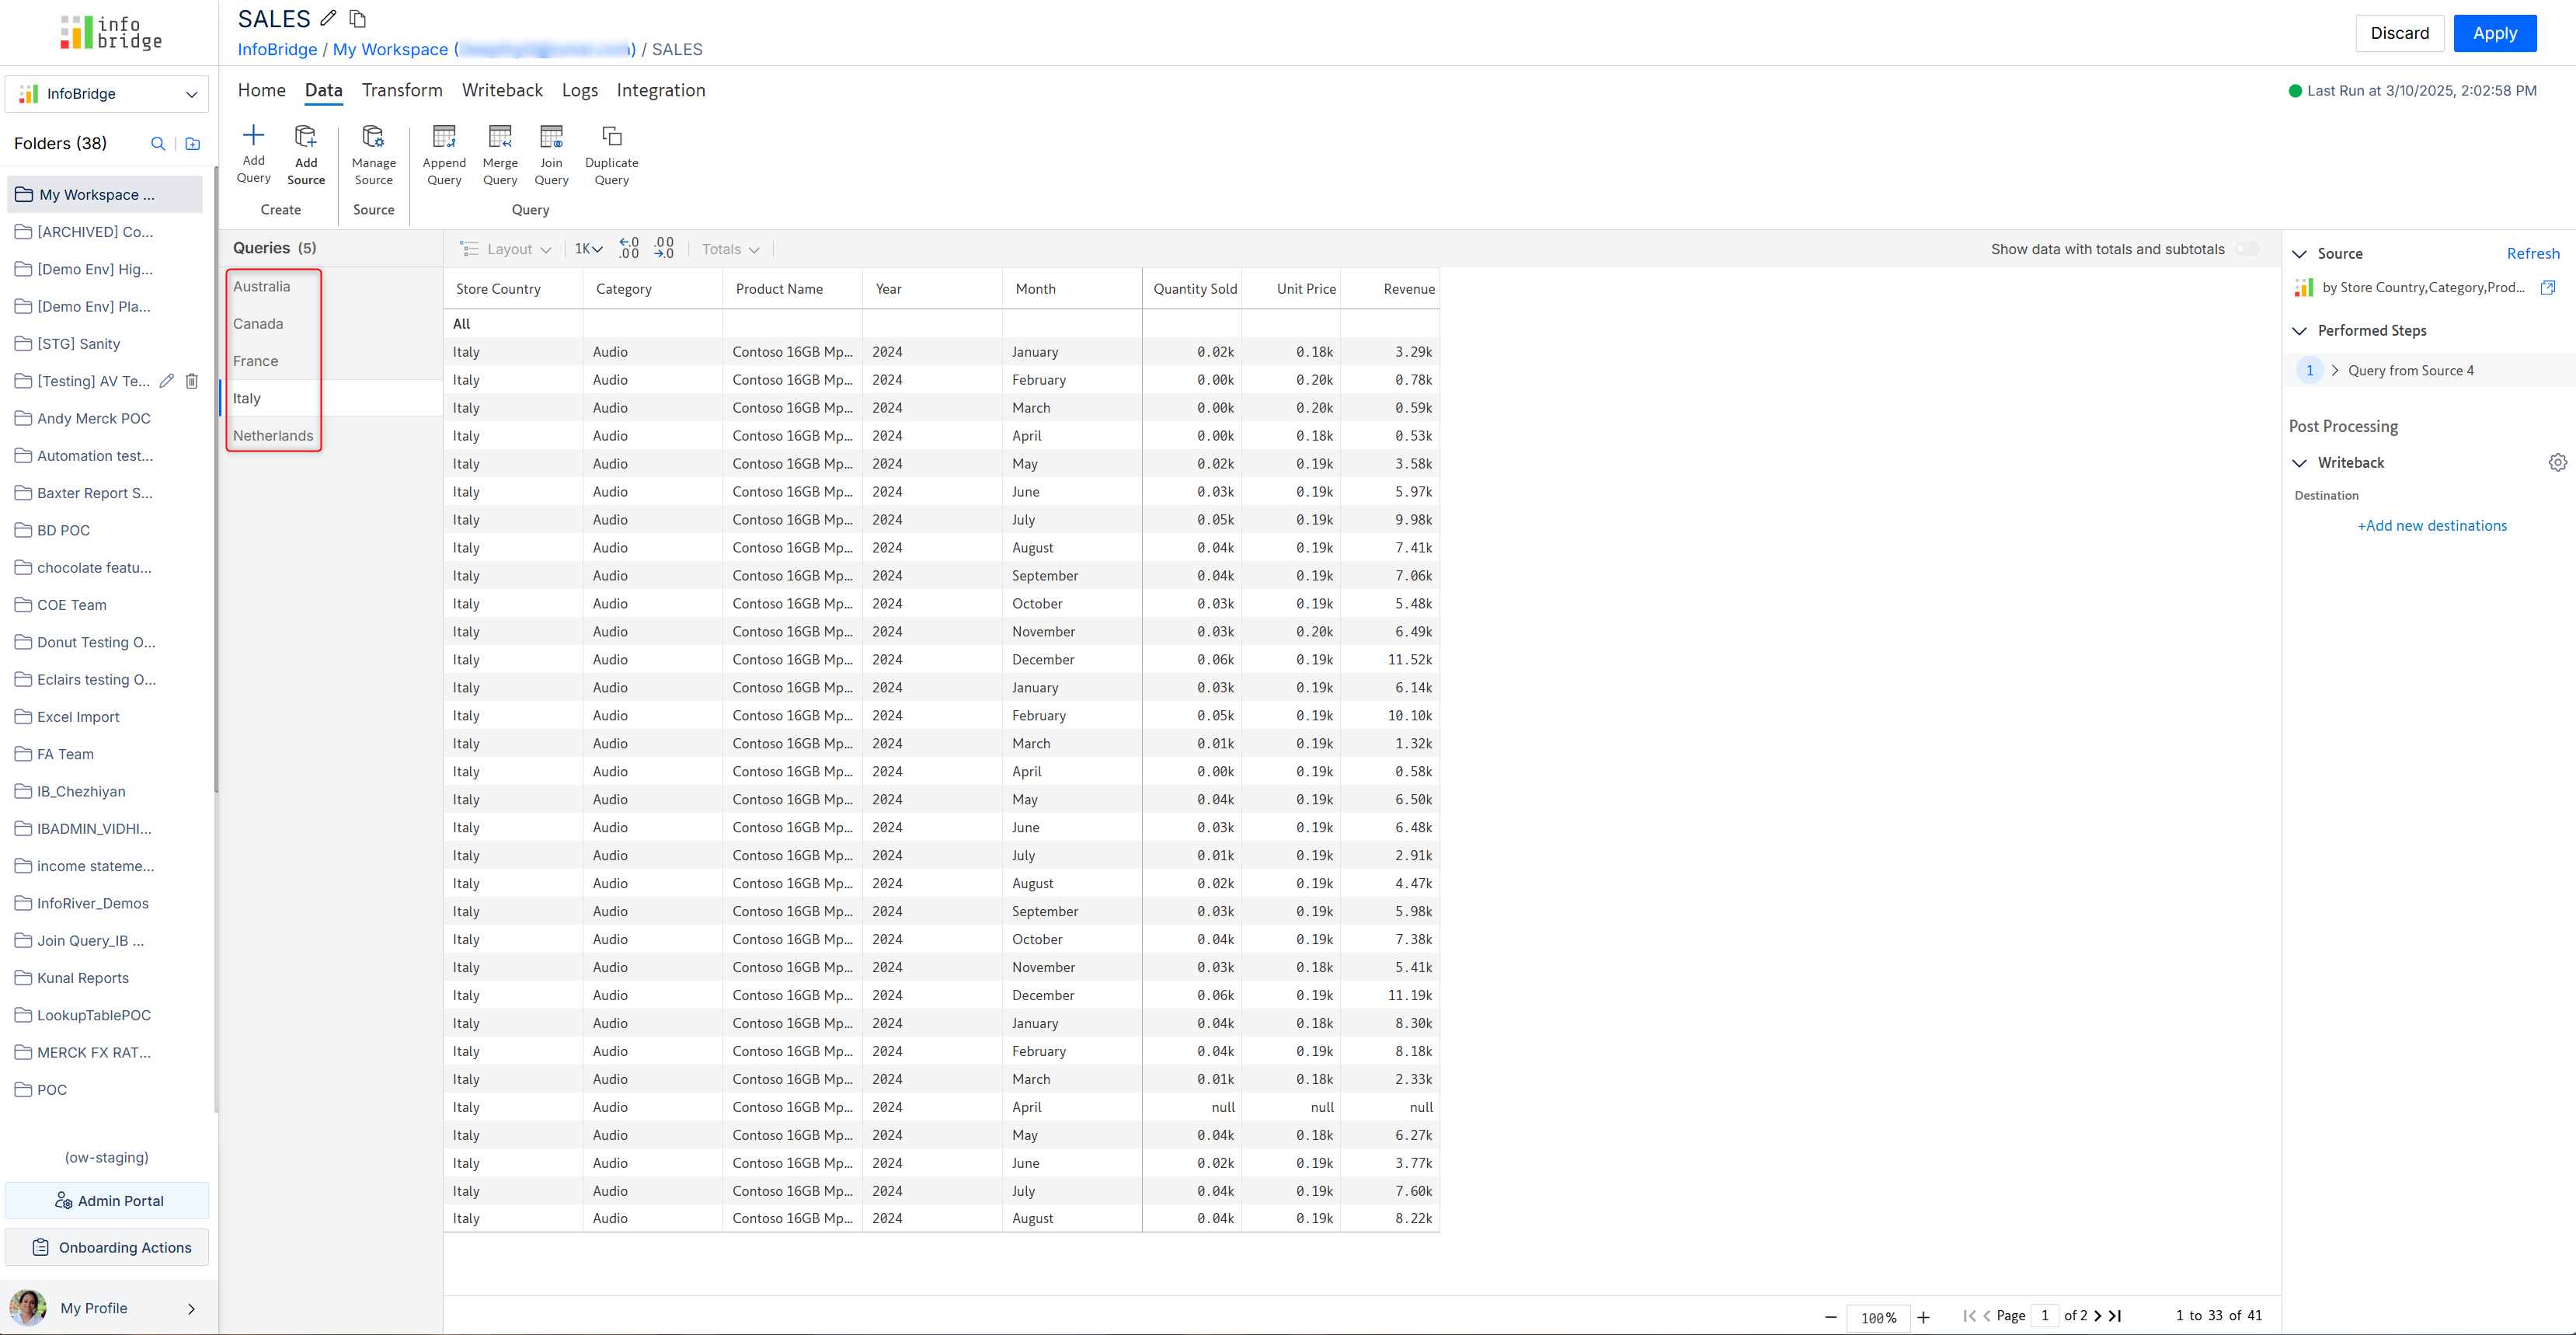 info
bridge
SALES
InfoBridge / My Workspace ( ) / SALES
Discard
Apply
InfoBridge
Home Data Transform Writeback Logs Integration
Last Run at 3/10/2025, 2:02:58 PM
Folders (38)
Add Query
Add Source
Manage Source
Append Query
Merge Query
Join Query
Duplicate Query
Create
Source
Query
My Workspace ...
[ARCHIVED] Co...
[Demo Env] Hig...
[Demo Env] Pla...
[STG] Sanity
[Testing] AV Te...
Andy Merck POC
Automation test...
Baxter Report S...
BD POC
chocolate featu...
COE Team
Donut Testing O...
Eclairs testing O...
Excel Import
FA Team
IB_Chezhiyan
IBADMIN_VIDHI...
income stateme...
InfoRiver_Demos
Join Query_IB ...
Kunal Reports
LookupTablePOC
MERCK FX RAT...
POC
(ow-staging)
Admin Portal
Onboarding Actions
My Profile
Queries (5)
Australia
Canada
France
Italy
Netherlands
Layout 1K ←.0 .00 .00 →.0 Totals
Show data with totals and subtotals
Store Country Category Product Name Year Month Quantity Sold Unit Price Revenue
All
Italy Audio Contoso 16GB Mp... 2024 January 0.02k 0.18k 3.29k
Italy Audio Contoso 16GB Mp... 2024 February 0.00k 0.20k 0.78k
Italy Audio Contoso 16GB Mp... 2024 March 0.00k 0.20k 0.59k
Italy Audio Contoso 16GB Mp... 2024 April 0.00k 0.18k 0.53k
Italy Audio Contoso 16GB Mp... 2024 May 0.02k 0.19k 3.58k
Italy Audio Contoso 16GB Mp... 2024 June 0.03k 0.19k 5.97k
Italy Audio Contoso 16GB Mp... 2024 July 0.05k 0.19k 9.98k
Italy Audio Contoso 16GB Mp... 2024 August 0.04k 0.19k 7.41k
Italy Audio Contoso 16GB Mp... 2024 September 0.04k 0.19k 7.06k
Italy Audio Contoso 16GB Mp... 2024 October 0.03k 0.19k 5.48k
Italy Audio Contoso 16GB Mp... 2024 November 0.03k 0.20k 6.49k
Italy Audio Contoso 16GB Mp... 2024 December 0.06k 0.19k 11.52k
Italy Audio Contoso 16GB Mp... 2024 January 0.03k 0.19k 6.14k
Italy Audio Contoso 16GB Mp... 2024 February 0.05k 0.19k 10.10k
Italy Audio Contoso 16GB Mp... 2024 March 0.01k 0.19k 1.32k
Italy Audio Contoso 16GB Mp... 2024 April 0.00k 0.19k 0.58k
Italy Audio Contoso 16GB Mp... 2024 May 0.04k 0.19k 6.50k
Italy Audio Contoso 16GB Mp... 2024 June 0.03k 0.19k 6.48k
Italy Audio Contoso 16GB Mp... 2024 July 0.01k 0.19k 2.91k
Italy Audio Contoso 16GB Mp... 2024 August 0.02k 0.19k 4.47k
Italy Audio Contoso 16GB Mp... 2024 September 0.03k 0.19k 5.98k
Italy Audio Contoso 16GB Mp... 2024 October 0.04k 0.19k 7.38k
Italy Audio Contoso 16GB Mp... 2024 November 0.03k 0.18k 5.41k
Italy Audio Contoso 16GB Mp... 2024 December 0.06k 0.19k 11.19k
Italy Audio Contoso 16GB Mp... 2024 January 0.04k 0.18k 8.30k
Italy Audio Contoso 16GB Mp... 2024 February 0.04k 0.19k 8.18k
Italy Audio Contoso 16GB Mp... 2024 March 0.01k 0.18k 2.33k
Italy Audio Contoso 16GB Mp... 2024 April null null null
Italy Audio Contoso 16GB Mp... 2024 May 0.04k 0.18k 6.27k
Italy Audio Contoso 16GB Mp... 2024 June 0.02k 0.19k 3.77k
Italy Audio Contoso 16GB Mp... 2024 July 0.04k 0.19k 7.60k
Italy Audio Contoso 16GB Mp... 2024 August 0.04k 0.19k 8.22k
100% Page 1 of 2 1 to 33 of 41
Source Refresh
by Store Country,Category,Prod...
Performed Steps
1 Query from Source 4
Post Processing
Writeback
Destination
+Add new destinations